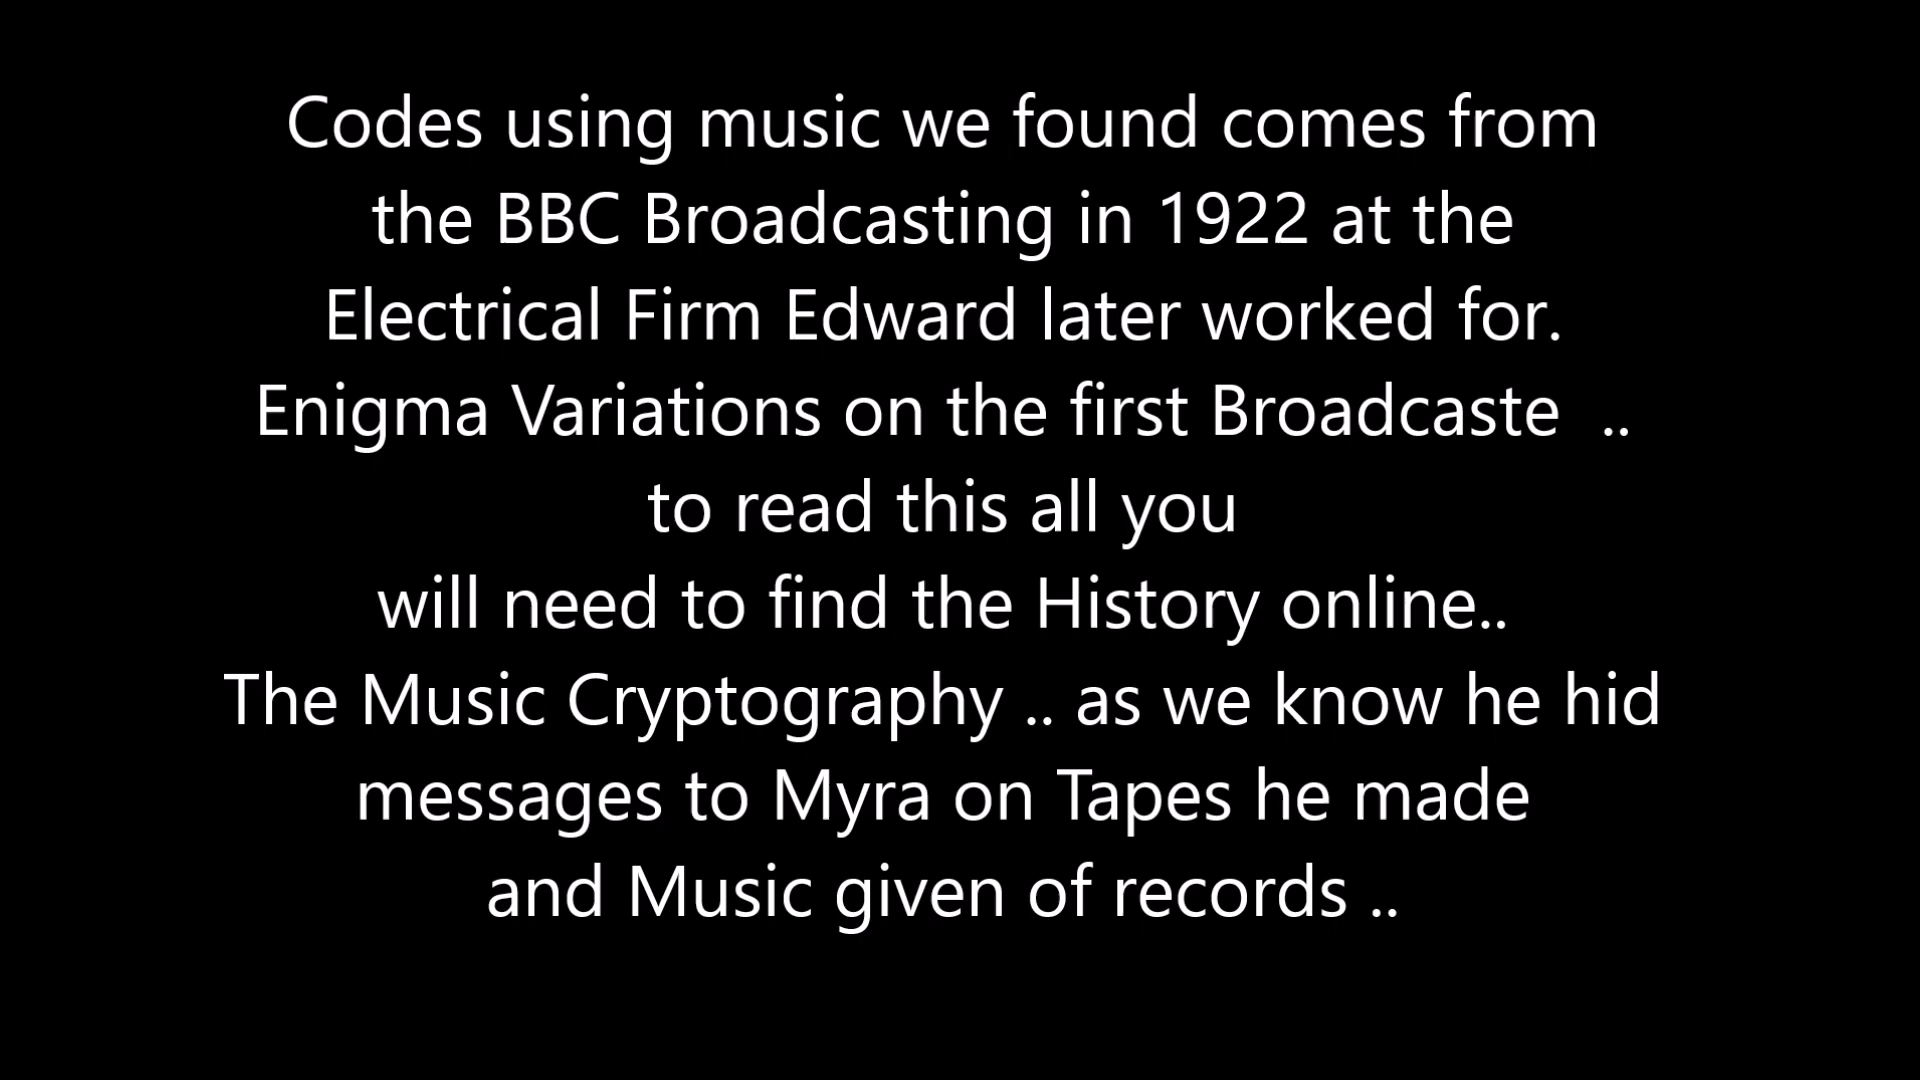 Codes using music we found comes from
the BBC Broadcasting in 1922 at the
Electrical Firm Edward later worked for.
Enigma Variations on the first Broadcaste  ..
to read this all you
will need to find the History online..
The Music Cryptography .. as we know he hid
messages to Myra on Tapes he made
and Music given of records ..